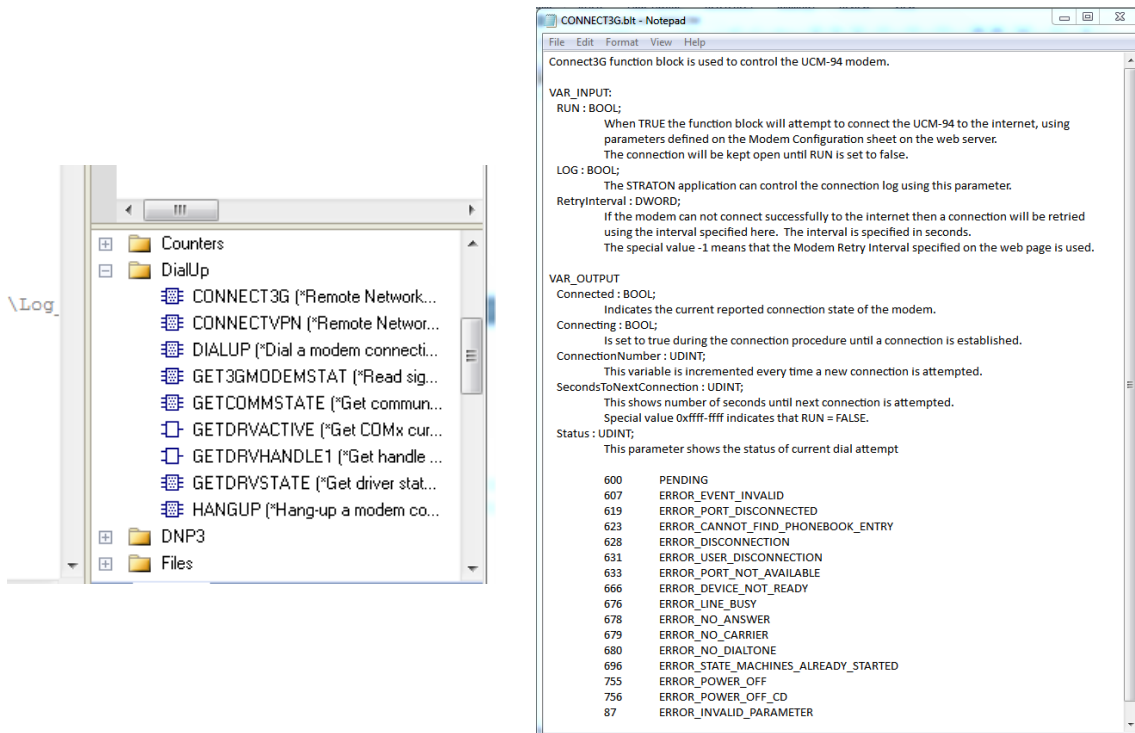 \Log_
Counters
DialUp
CONNECT3G (*Remote Network...
CONNECTVPN (*Remote Networ...
DIALUP (*Dial a modem connecti...
GET3GMODEMSTAT (*Read sig...
GETCOMMSTATE (*Get commun...
GETDRVACTIVE (*Get COMx cur...
GETDRVHANDLE1 (*Get handle ...
GETDRVSTATE (*Get driver stat...
HANGUP (*Hang-up a modem co...
DNP3
Files
CONNECT3G.blt - Notepad
File Edit Format View Help
Connect3G function block is used to control the UCM-94 modem.
VAR_INPUT:
RUN : BOOL;
When TRUE the function block will attempt to connect the UCM-94 to the internet, using
parameters defined on the Modem Configuration sheet on the web server.
The connection will be kept open until RUN is set to false.
LOG : BOOL;
The STRATON application can control the connection log using this parameter.
RetryInterval : DWORD;
If the modem can not connect successfully to the internet then a connection will be retried
using the interval specified here. The interval is specified in seconds.
The special value -1 means that the Modem Retry Interval specified on the web page is used.
VAR_OUTPUT
Connected : BOOL;
Indicates the current reported connection state of the modem.
Connecting : BOOL;
Is set to true during the connection procedure until a connection is established.
ConnectionNumber : UDINT;
This variable is incremented every time a new connection is attempted.
SecondsToNextConnection : UDINT;
This shows number of seconds until next connection is attempted.
Special value 0xffff-ffff indicates that RUN = FALSE.
Status : UDINT;
This parameter shows the status of current dial attempt
600 PENDING
607 ERROR_EVENT_INVALID
619 ERROR_PORT_DISCONNECTED
623 ERROR_CANNOT_FIND_PHONEBOOK_ENTRY
628 ERROR_DISCONNECTION
631 ERROR_USER_DISCONNECTION
633 ERROR_PORT_NOT_AVAILABLE
666 ERROR_DEVICE_NOT_READY
676 ERROR_LINE_BUSY
678 ERROR_NO_ANSWER
679 ERROR_NO_CARRIER
680 ERROR_NO_DIALTONE
696 ERROR_STATE_MACHINES_ALREADY_STARTED
755 ERROR_POWER_OFF
756 ERROR_POWER_OFF_CD
87 ERROR_INVALID_PARAMETER